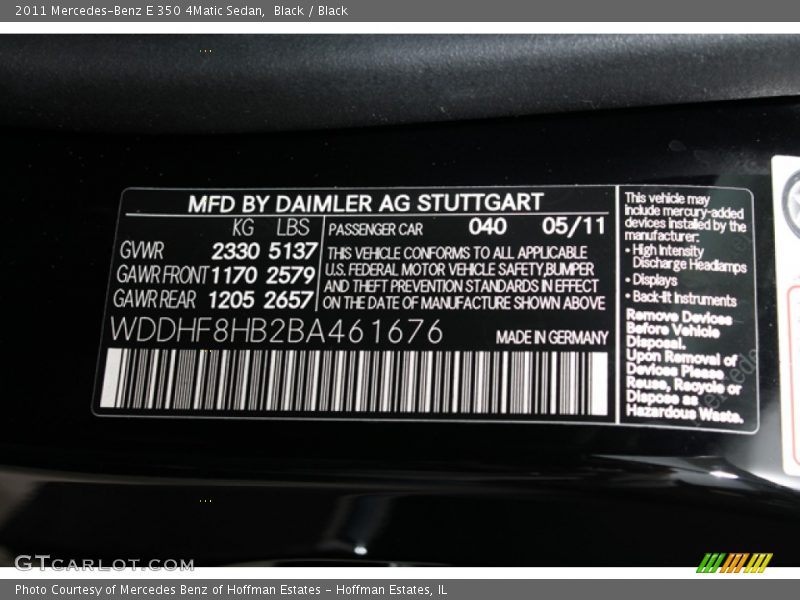 2011 Mercedes-Benz E 350 4Matic Sedan,  Black / Black
MFD BY DAIMLER AG STUTTGART
KG LBS
GVWR 2330 5137
GAWR FRONT 1170 2579
GAWR REAR 1205 2657
PASSENGER CAR 040 05/11
THIS VEHICLE CONFORMS TO ALL APPLICABLE
U.S. FEDERAL MOTOR VEHICLE SAFETY,BUMPER
AND THEFT PREVENTION STANDARDS IN EFFECT
ON THE DATE OF MANUFACTURE SHOWN ABOVE
WDDHF8HB2BA461676
MADE IN GERMANY
This vehicle may
include mercury-added
devices installed by the
manufacturer:
• High Intensity
Discharge Headlamps
• Displays
• Back-lit Instruments
Remove Devices
Before Vehicle
Disposal.
Upon Removal of
Devices Please
Reuse, Recycle or
Dispose as
Hazardous Waste.
GTCARLOT.COM
Photo Courtesy of Mercedes Benz of Hoffman Estates - Hoffman Estates, IL